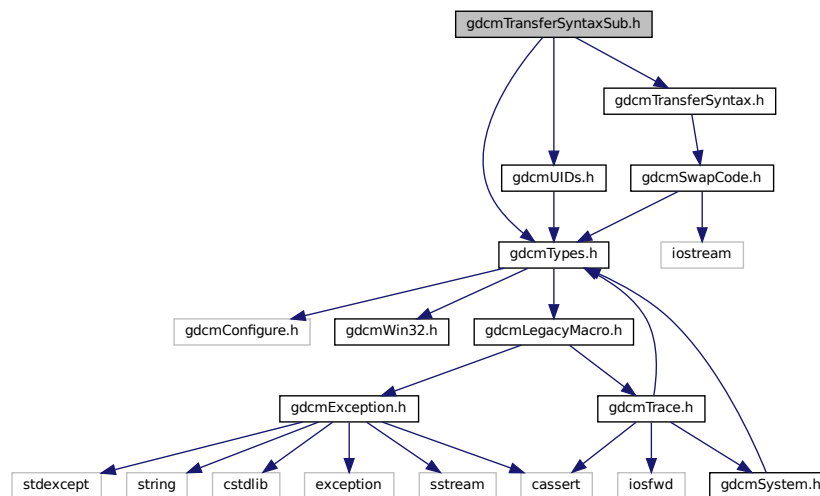 gdcmTransferSyntaxSub.h
gdcmTransferSyntax.h
gdcmUIDs.h
gdcmSwapCode.h
gdcmTypes.h
iostream
gdcmConfigure.h
gdcmWin32.h
gdcmLegacyMacro.h
gdcmException.h
gdcmTrace.h
stdexcept
string
cstdlib
exception
sstream
cassert
iosfwd
gdcmSystem.h